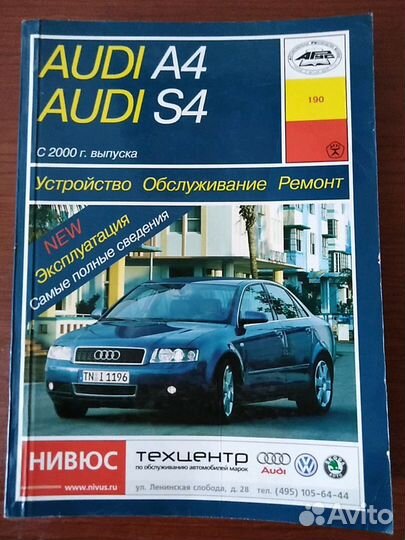 AUDI A4
AUDI S4
190
С 2000 г. выпуска
Устройство Обслуживание Ремонт
NEW
Эксплуатация
Самые полные сведения
TN I 1196
НИВЮС
www.nivus.ru
техцентр
по обслуживанию автомобилей марок
Audi
ул. Ленинская слобода, д. 28 тел. (495) 105-64-44
Avito